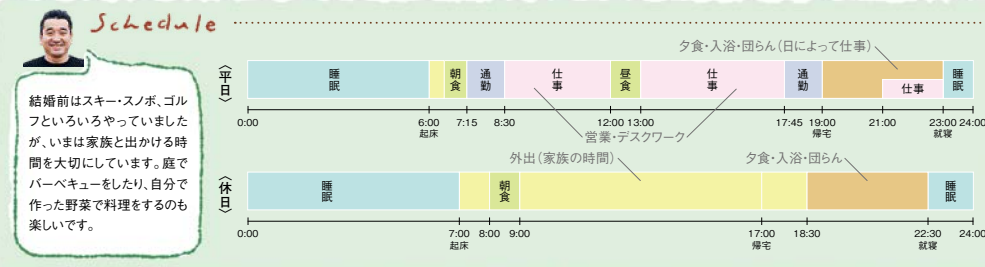 Schedule
結婚前はスキー・スノボ、ゴル
フといろいろやっていました
が、いまは家族と出かける時
間を大切にしています。庭で
バーベキューをしたり、自分で
作った野菜で料理をするのも
楽しいです。
〈平日〉
夕食・入浴・団らん(日によって仕事)
睡眠
朝食
通勤
仕事
昼食
仕事
通勤
仕事
睡眠
0:00 6:00 7:15 8:30 12:00 13:00 17:45 19:00 21:00 23:00 24:00
起床 帰宅 就寝
営業・デスクワーク
〈休日〉
外出(家族の時間) 夕食・入浴・団らん
睡眠
朝食
睡眠
0:00 7:00 8:00 9:00 17:00 18:30 22:30 24:00
起床 帰宅 就寝